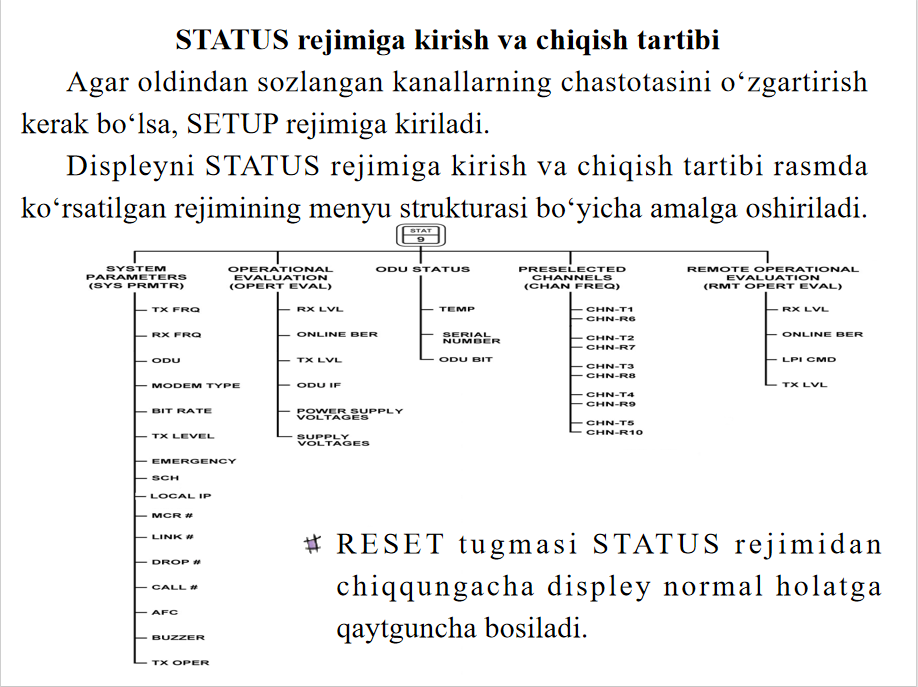 STATUS rejimiga kirish va chiqish tartibi
Agar oldindan sozlangan kanallarning chastotasini o‘zgartirish
kerak bo‘lsa, SETUP rejimiga kiriladi.
Displeyni STATUS rejimiga kirish va chiqish tartibi rasmda
ko‘rsatilgan rejimining menyu strukturasi bo‘yicha amalga oshiriladi.
STAT
9
SYSTEM
PARAMETERS
(SYS PRMTR)
TX FRQ
RX FRQ
ODU
MODEM TYPE
BIT RATE
TX LEVEL
EMERGENCY
SCH
LOCAL IP
MCR #
LINK #
DROP #
CALL #
AFC
BUZZER
TX OPER
OPERATIONAL
EVALUATION
(OPERT EVAL)
RX LVL
ONLINE BER
TX LVL
ODU IF
POWER SUPPLY
VOLTAGES
SUPPLY
VOLTAGES
ODU STATUS
TEMP
SERIAL
NUMBER
ODU BIT
PRESELECTED
CHANNELS
(CHAN FREQ)
CHN-T1
CHN-R6
CHN-T2
CHN-R7
CHN-T3
CHN-R8
CHN-T4
CHN-R9
CHN-T5
CHN-R10
REMOTE OPERATIONAL
EVALUATION
(RMT OPERT EVAL)
RX LVL
ONLINE BER
LPI CMD
TX LVL
RESET tugmasi STATUS rejimidan
chiqqungacha displey normal holatga
qaytguncha bosiladi.